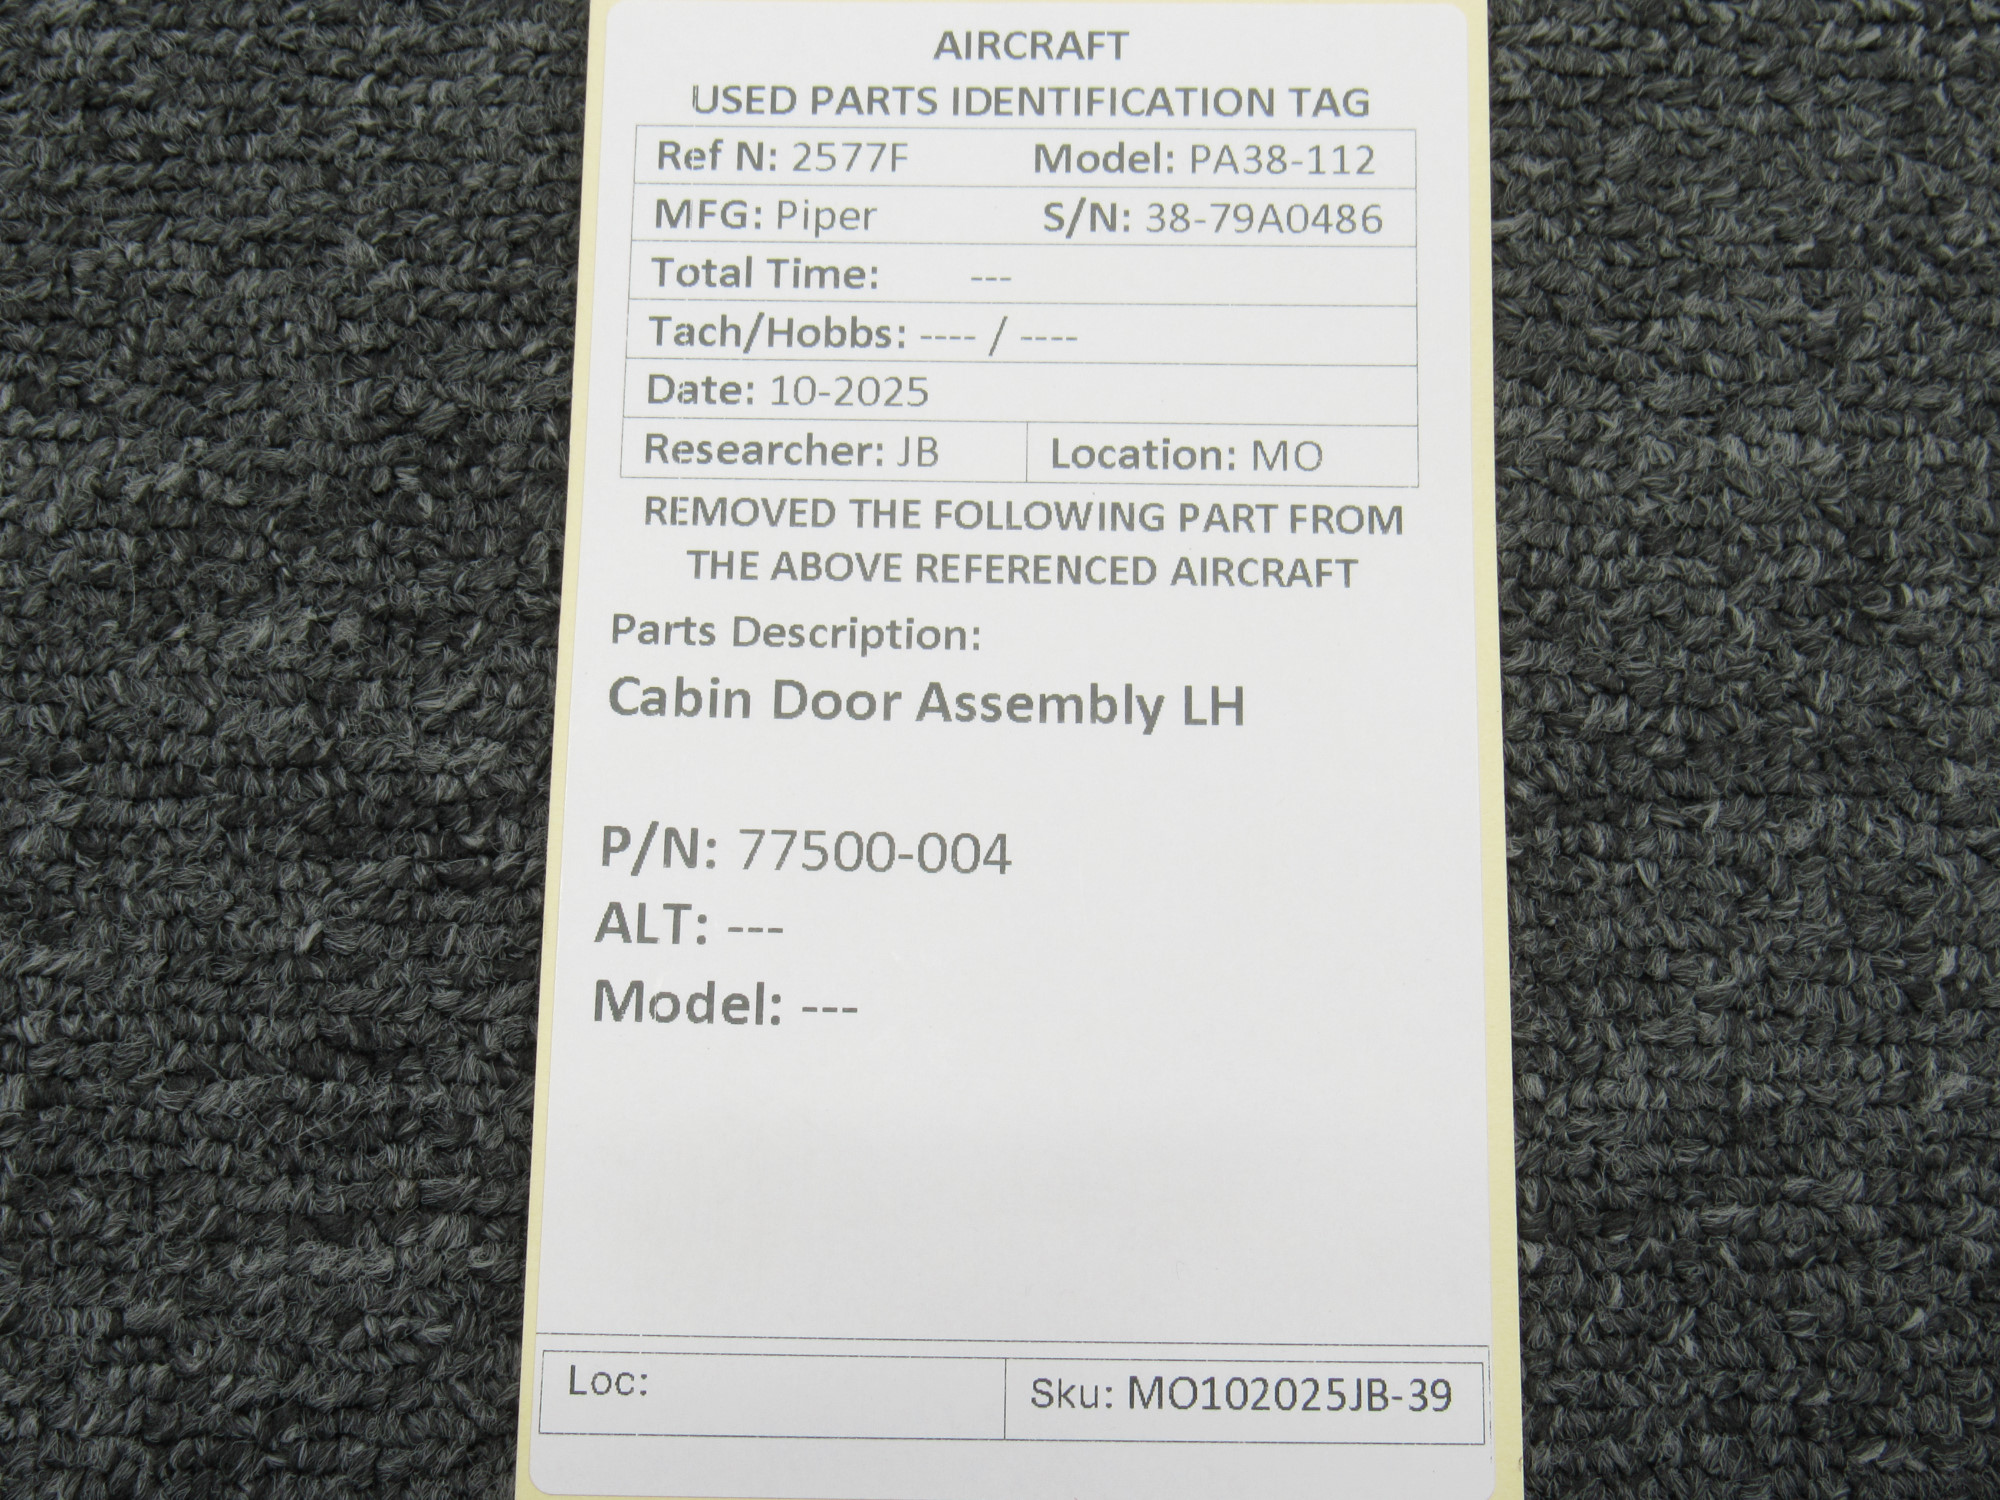 AIRCRAFT
USED PARTS IDENTIFICATION TAG
Ref N: 2577F Model: PA38-112
MFG: Piper S/N: 38-79A0486
Total Time: ---
Tach/Hobbs: ---- / ----
Date: 10-2025
Researcher: JB Location: MO
REMOVED THE FOLLOWING PART FROM
THE ABOVE REFERENCED AIRCRAFT
Parts Description:
Cabin Door Assembly LH
P/N: 77500-004
ALT: ---
Model: ---
Loc: Sku: MO102025JB-39